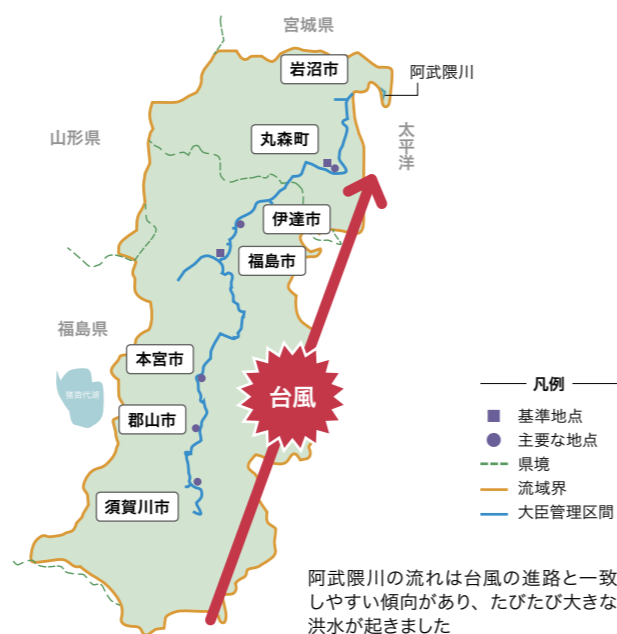 宮城県
岩沼市
阿武隈川
太平洋
丸森町
山形県
伊達市
福島市
福島県
本宮市
猪苗代湖
台風
郡山市
須賀川市
凡例
基準地点
主要な地点
県境
流域界
大臣管理区間
阿武隈川の流れは台風の進路と一致
しやすい傾向があり、たびたび大きな
洪水が起きました